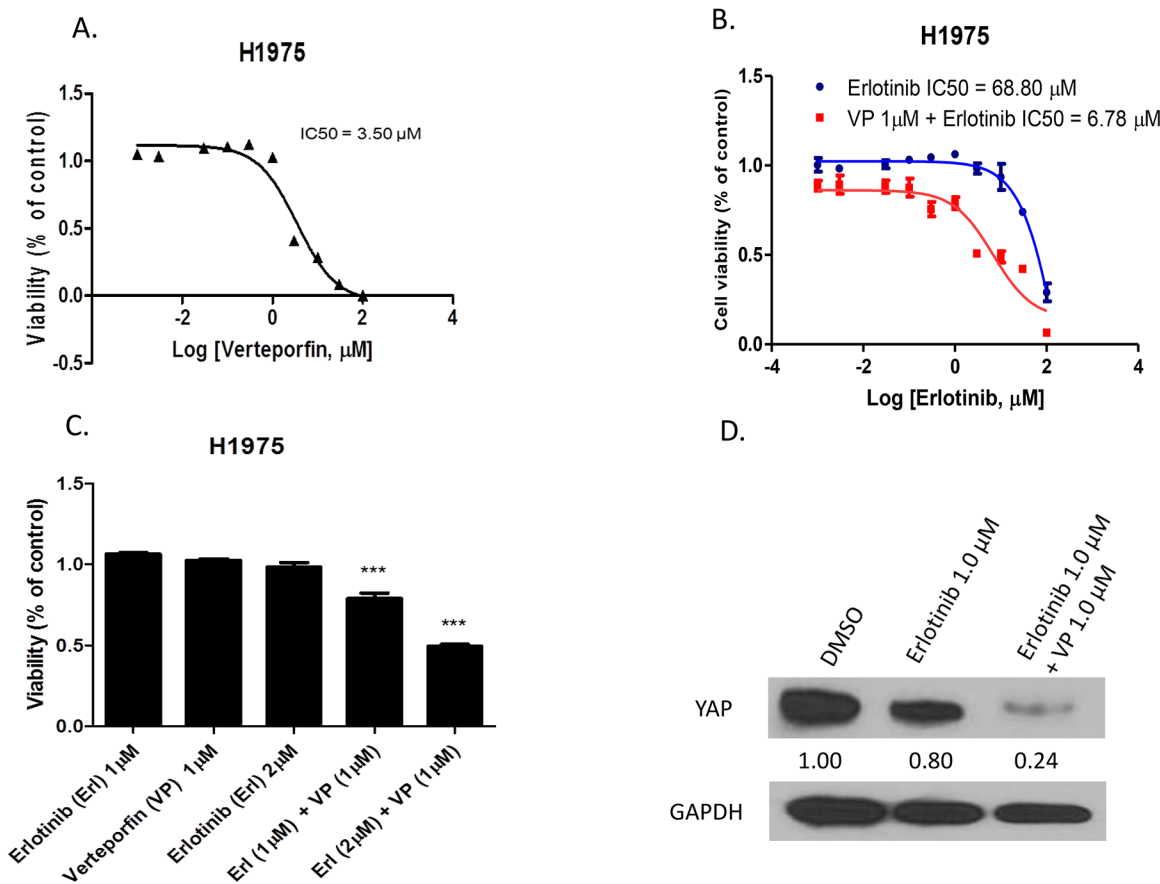 A.
H1975
IC50 = 3.50 µM
Viability (% of control)
1.5
1.0
0.5
0.0
-0.5
-2
0
2
4
Log [Verteporfin, µM]
B.
H1975
Erlotinib IC50 = 68.80 µM
VP 1µM + Erlotinib IC50 = 6.78 µM
Cell viability (% of control)
1.5
1.0
0.5
0.0
-4
-2
0
2
4
Log [Erlotinib, µM]
C.
H1975
Viability (% of control)
1.5
1.0
0.5
0.0
***
***
Erlotinib (Erl) 1µM
Verteporfin (VP) 1µM
Erlotinib (Erl) 2µM
Erl (1µM) + VP (1µM)
Erl (2µM) + VP (1µM)
D.
DMSO
Erlotinib 1.0 µM
Erlotinib 1.0 µM
+ VP 1.0 µM
YAP
1.00 0.80 0.24
GAPDH